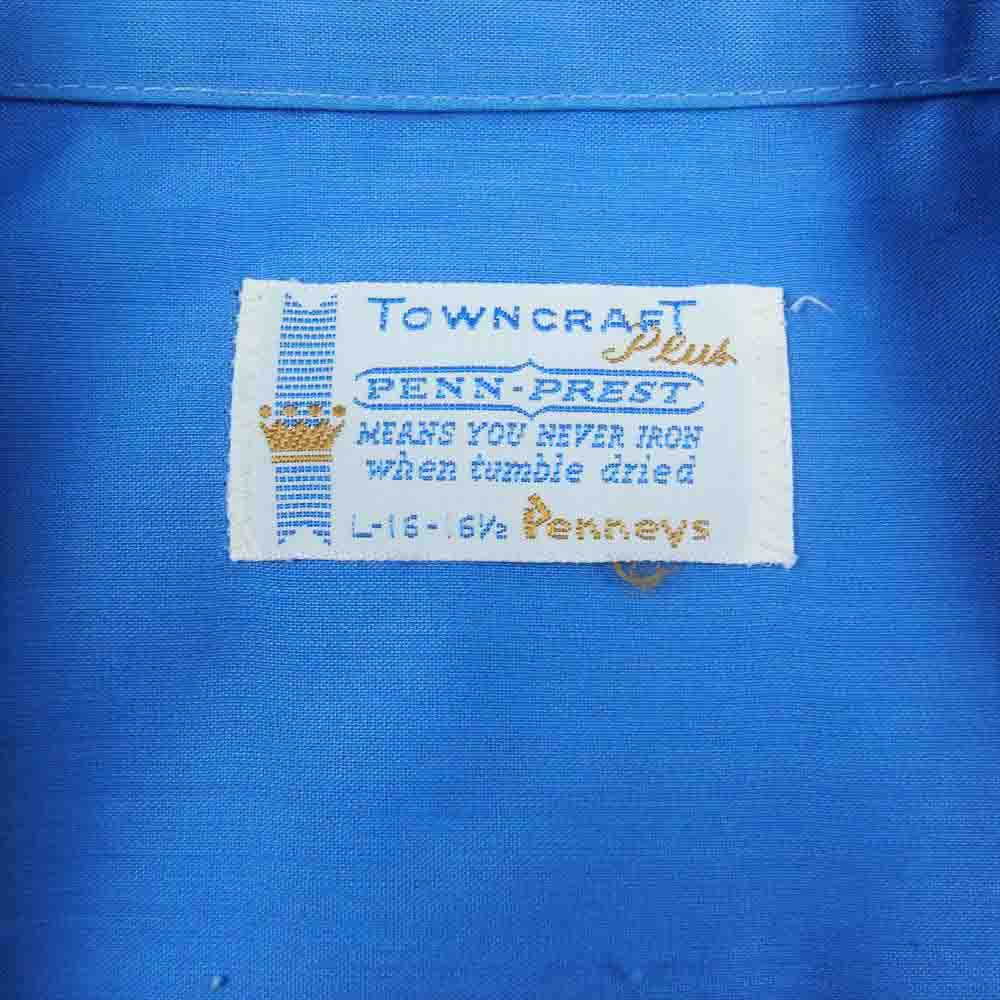 TOWNCRAFT
Plus
PENN-PREST
MEANS YOU NEVER IRON
when tumble dried
L-16-16½ Penneys